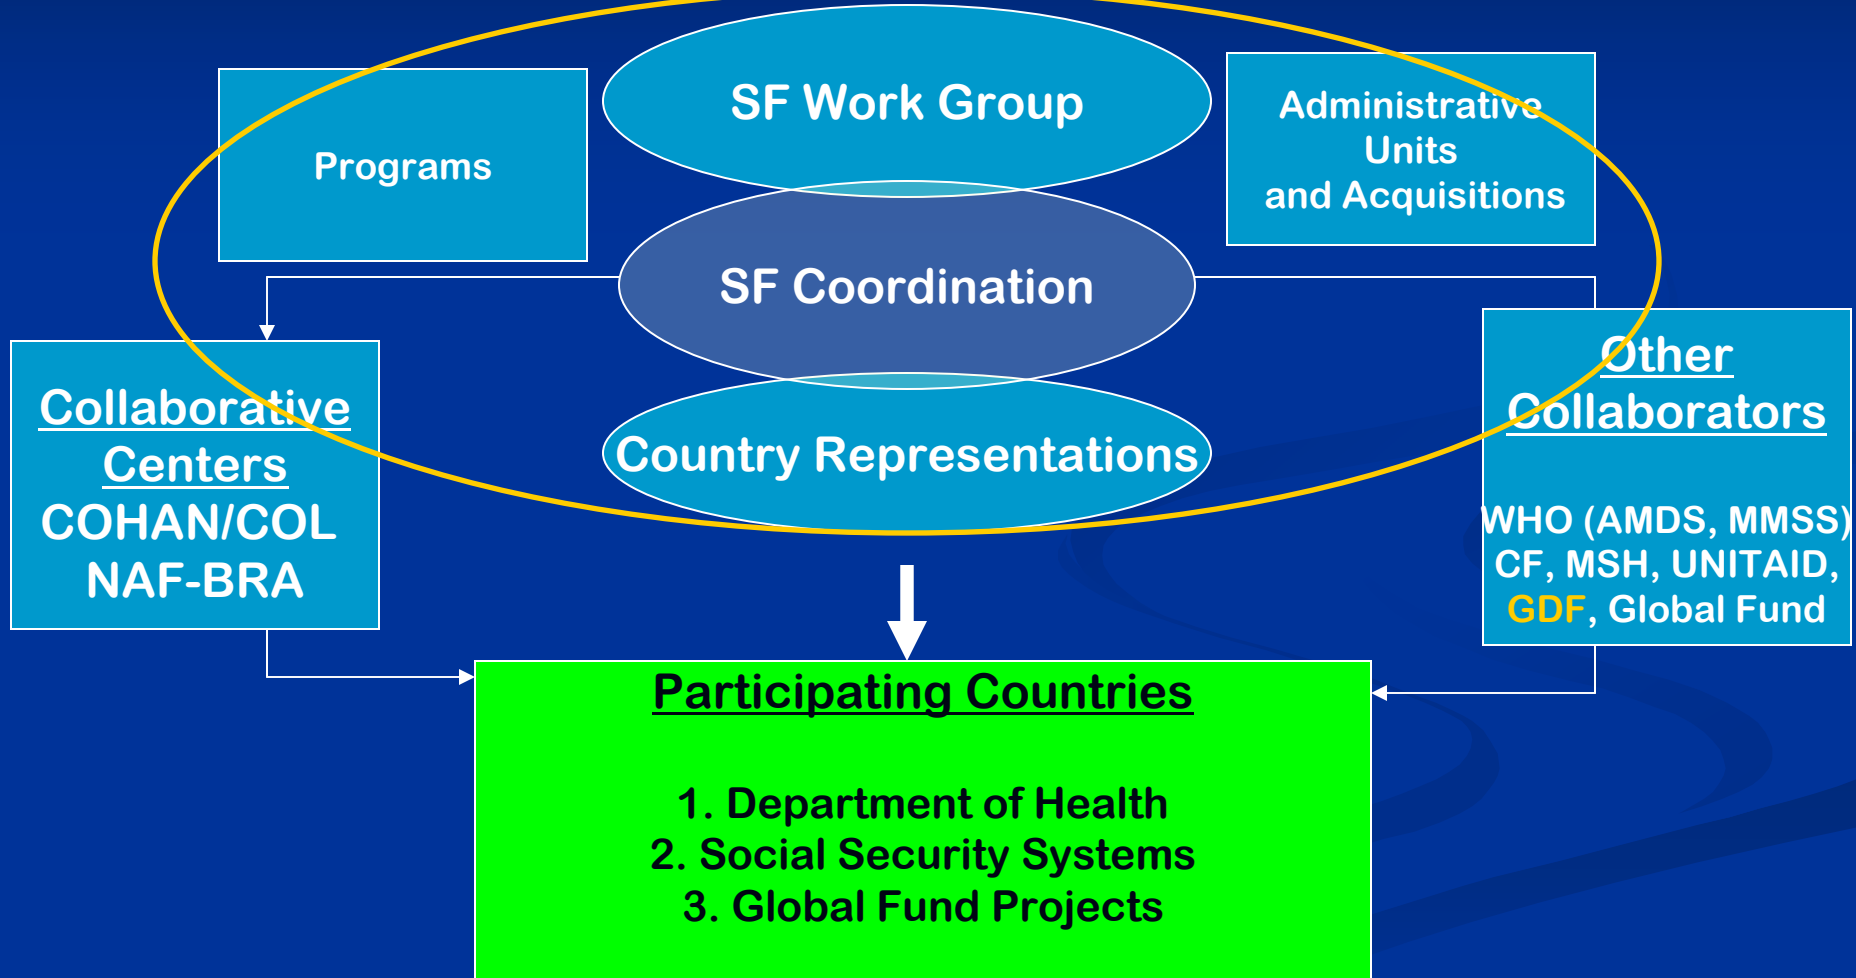 SF Work Group
Programs
Administrative
Units
and Acquisitions
SF Coordination
Collaborative
Centers
COHAN/COL
NAF-BRA
Country Representations
Other
Collaborators
WHO (AMDS, MMSS)
CF, MSH, UNITAID,
GDF, Global Fund
Participating Countries
1. Department of Health
2. Social Security Systems
3. Global Fund Projects